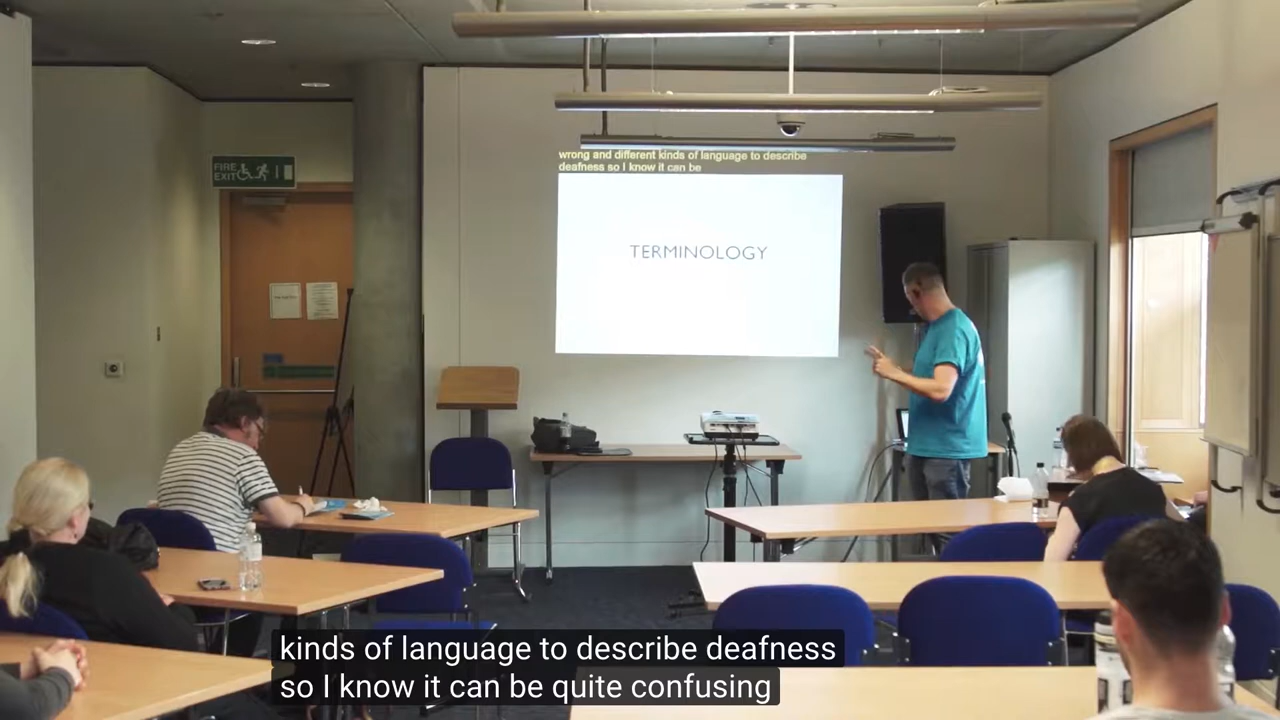 wrong and different kinds of language to describe
deafness so I know it can be
FIRE
EXIT
TERMINOLOGY
kinds of language to describe deafness
so I know it can be quite confusing